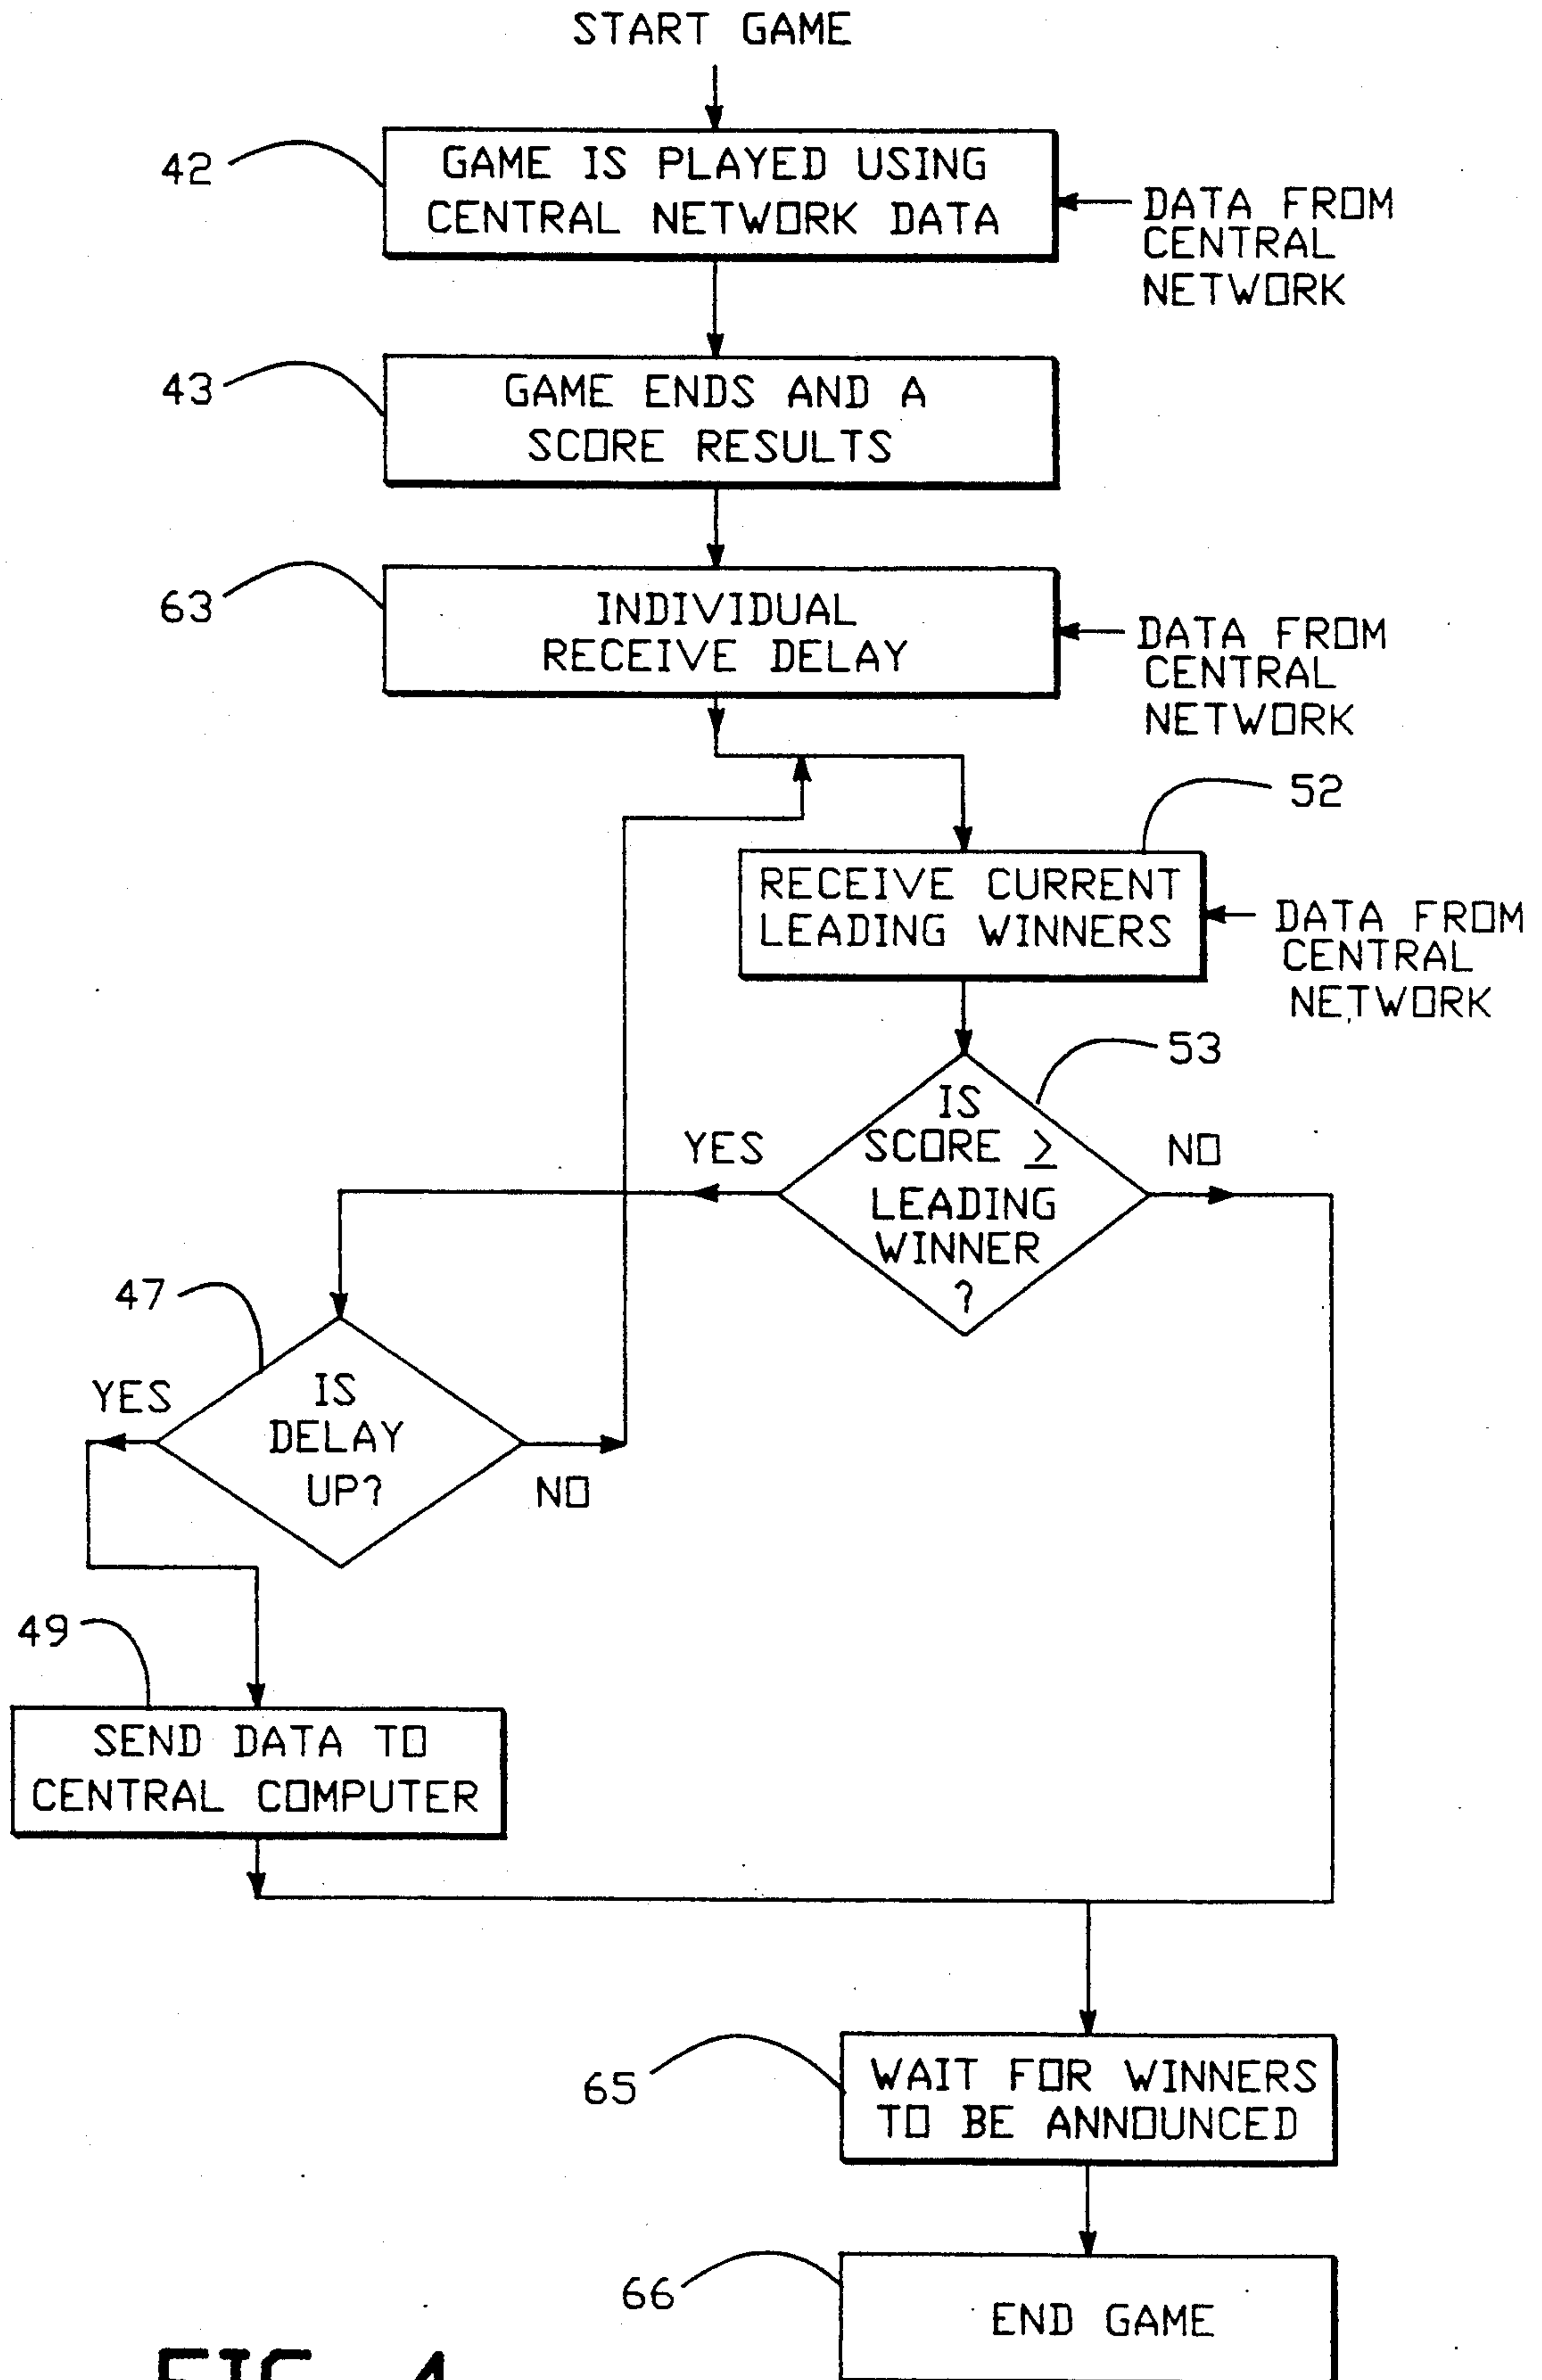 START GAME
42
GAME IS PLAYED USING
CENTRAL NETWORK DATA
DATA FROM
CENTRAL
NETWORK
43
GAME ENDS AND A
SCORE RESULTS
63
INDIVIDUAL
RECEIVE DELAY
DATA FROM
CENTRAL
NETWORK
52
RECEIVE CURRENT
LEADING WINNERS
DATA FROM
CENTRAL
NETWORK
53
IS
SCORE ≥
LEADING
WINNER
?
YES
NO
47
YES
IS
DELAY
UP?
NO
49
SEND DATA TO
CENTRAL COMPUTER
65
WAIT FOR WINNERS
TO BE ANNOUNCED
66
END GAME
FIG. 4